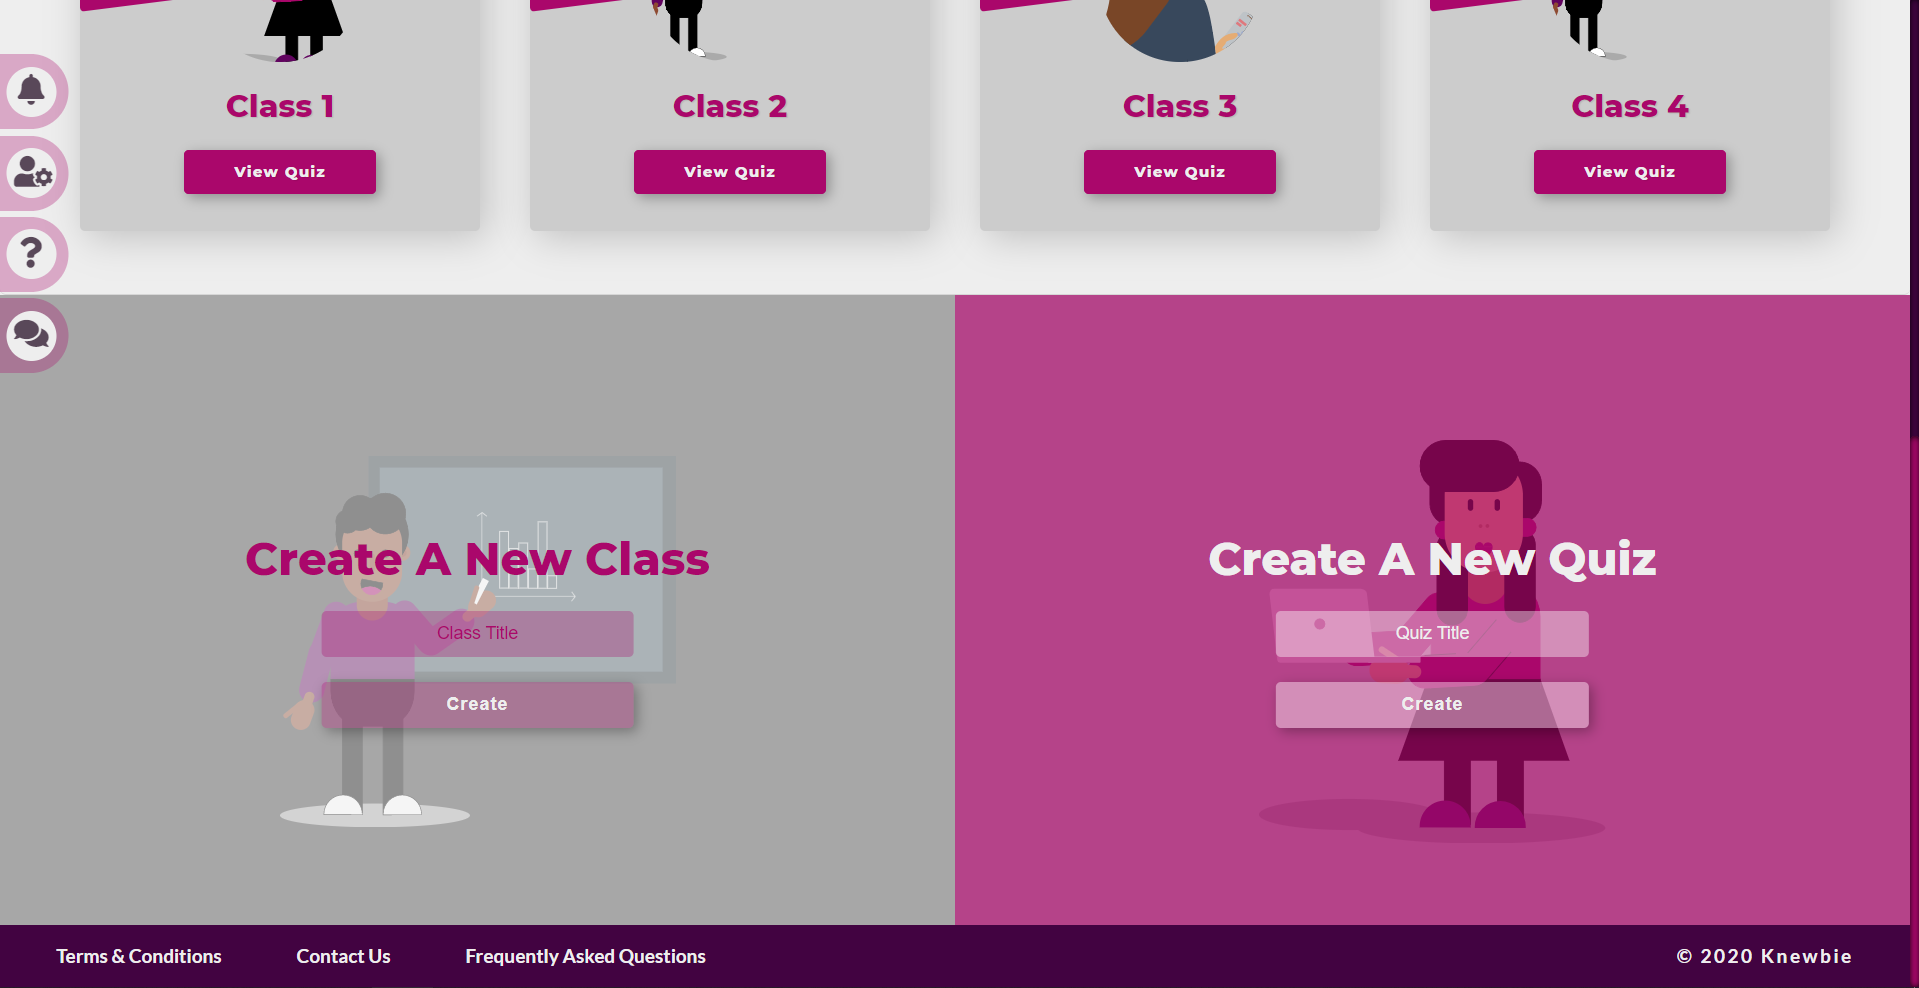 Class 1
Class 2
Class 3
Class 4
View Quiz
View Quiz
View Quiz
View Quiz
Create A New Class
Class Title
Create
Create A New Quiz
Quiz Title
Create
Terms & Conditions
Contact Us
Frequently Asked Questions
© 2020 Knewbie